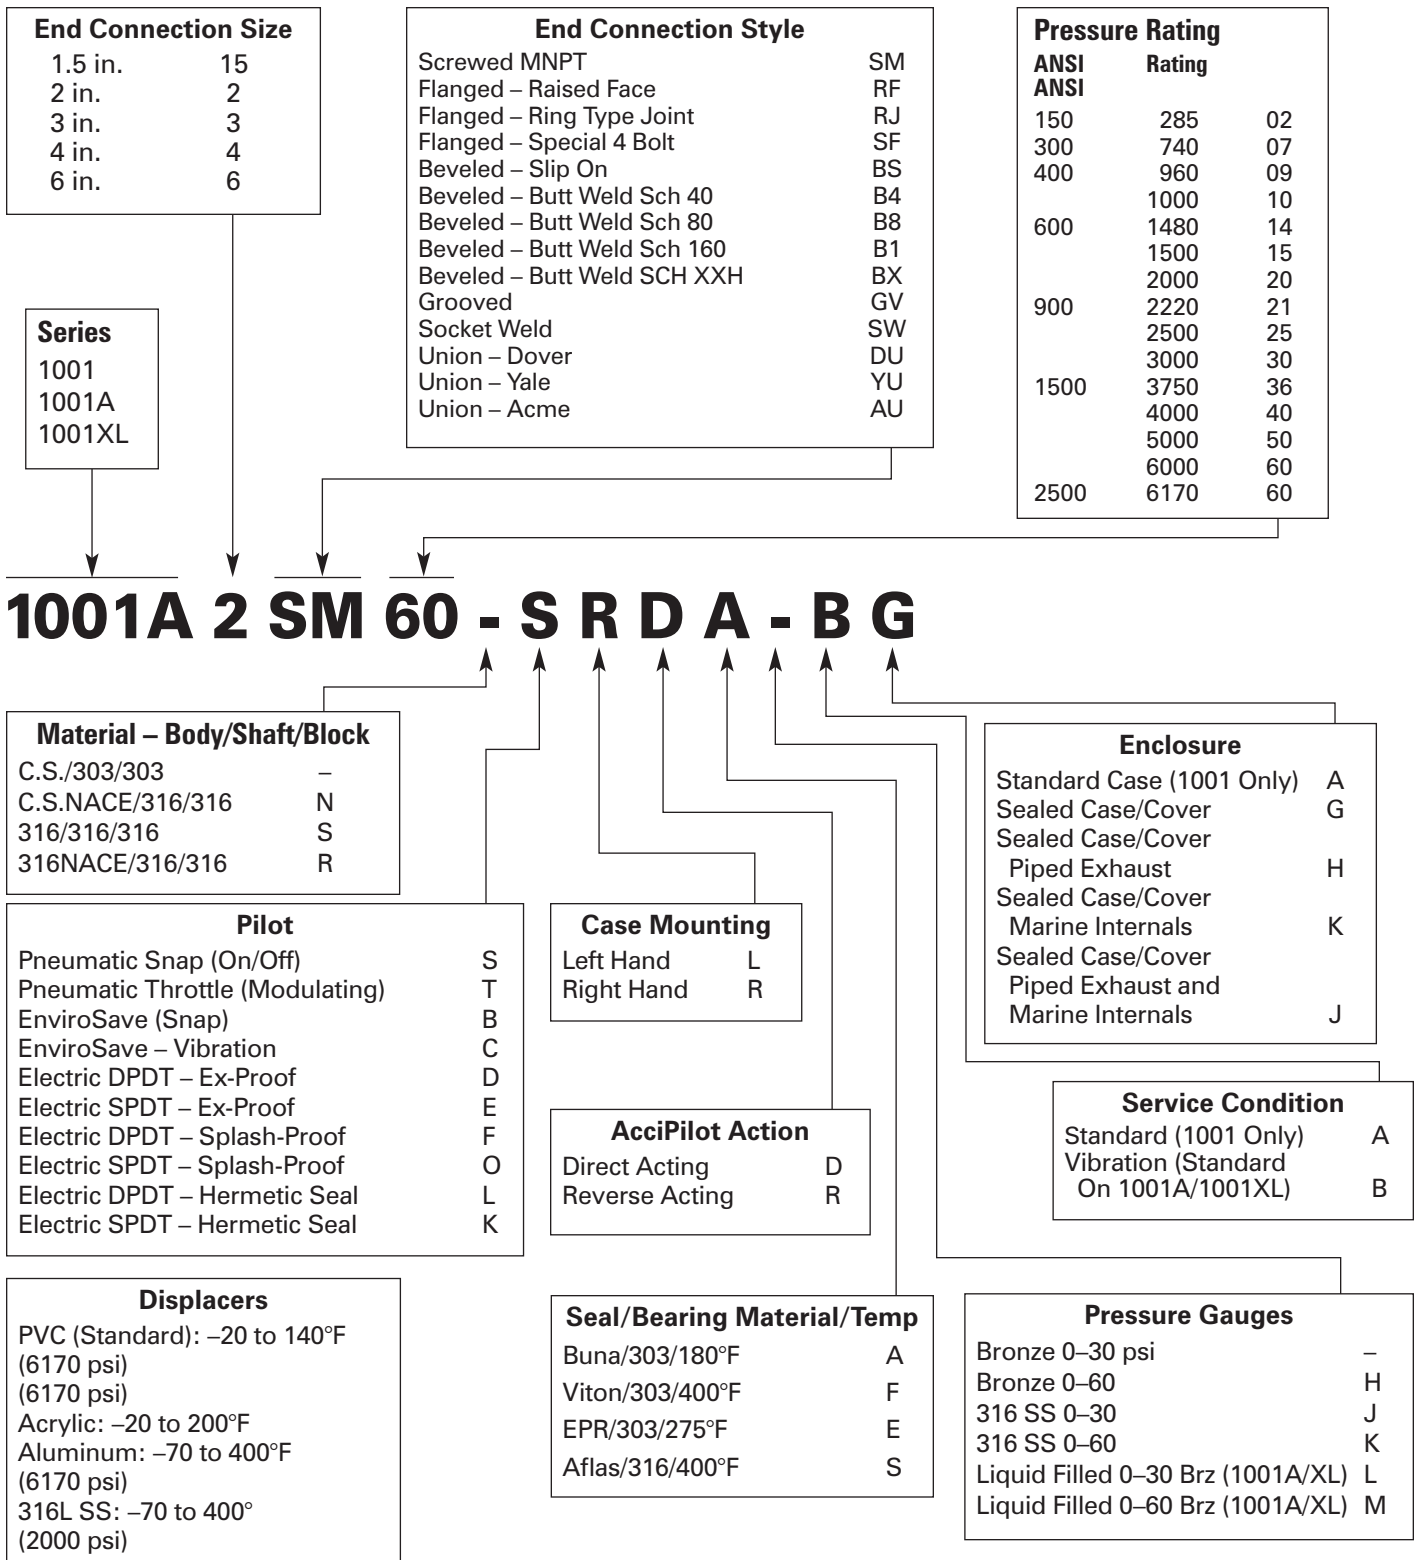 End Connection Size
1.5 in. 15
2 in. 2
3 in. 3
4 in. 4
6 in. 6
End Connection Style
Screwed MNPT SM
Flanged – Raised Face RF
Flanged – Ring Type Joint RJ
Flanged – Special 4 Bolt SF
Beveled – Slip On BS
Beveled – Butt Weld Sch 40 B4
Beveled – Butt Weld Sch 80 B8
Beveled – Butt Weld Sch 160 B1
Beveled – Butt Weld SCH XXH BX
Grooved GV
Socket Weld SW
Union – Dover DU
Union – Yale YU
Union – Acme AU
Pressure Rating
ANSI Rating
ANSI
150 285 02
300 740 07
400 960 09
1000 10
600 1480 14
1500 15
2000 20
900 2220 21
2500 25
3000 30
1500 3750 36
4000 40
5000 50
6000 60
2500 6170 60
Series
1001
1001A
1001XL
1001A 2 SM 60 - S R D A - B G
Material – Body/Shaft/Block
C.S./303/303 –
C.S.NACE/316/316 N
316/316/316 S
316NACE/316/316 R
Enclosure
Standard Case (1001 Only) A
Sealed Case/Cover G
Sealed Case/Cover
Piped Exhaust H
Sealed Case/Cover
Marine Internals K
Sealed Case/Cover
Piped Exhaust and
Marine Internals J
Pilot
Pneumatic Snap (On/Off) S
Pneumatic Throttle (Modulating) T
EnviroSave (Snap) B
EnviroSave – Vibration C
Electric DPDT – Ex-Proof D
Electric SPDT – Ex-Proof E
Electric DPDT – Splash-Proof F
Electric SPDT – Splash-Proof O
Electric DPDT – Hermetic Seal L
Electric SPDT – Hermetic Seal K
Case Mounting
Left Hand L
Right Hand R
AcciPilot Action
Direct Acting D
Reverse Acting R
Service Condition
Standard (1001 Only) A
Vibration (Standard
On 1001A/1001XL) B
Displacers
PVC (Standard): –20 to 140°F
(6170 psi)
(6170 psi)
Acrylic: –20 to 200°F
Aluminum: –70 to 400°F
(6170 psi)
316L SS: –70 to 400°
(2000 psi)
Seal/Bearing Material/Temp
Buna/303/180°F A
Viton/303/400°F F
EPR/303/275°F E
Aflas/316/400°F S
Pressure Gauges
Bronze 0–30 psi –
Bronze 0–60 H
316 SS 0–30 J
316 SS 0–60 K
Liquid Filled 0–30 Brz (1001A/XL) L
Liquid Filled 0–60 Brz (1001A/XL) M